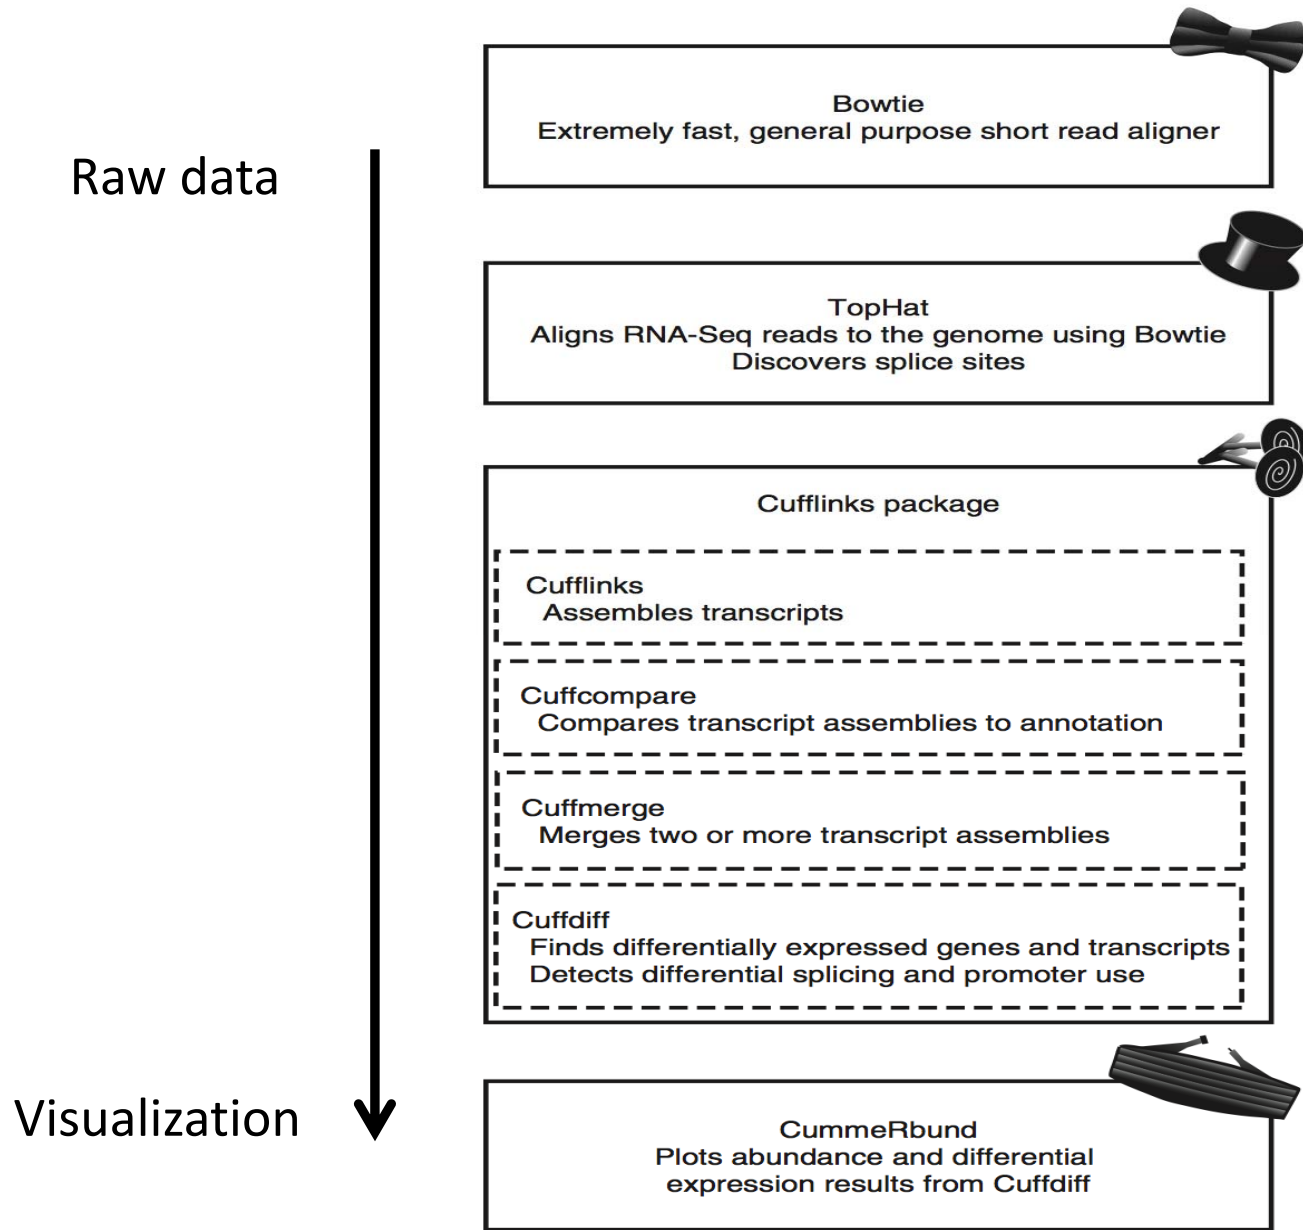 Raw data
Bowtie
Extremely fast, general purpose short read aligner
TopHat
Aligns RNA-Seq reads to the genome using Bowtie
Discovers splice sites
Cufflinks package
Cufflinks
Assembles transcripts
Cuffcompare
Compares transcript assemblies to annotation
Cuffmerge
Merges two or more transcript assemblies
Cuffdiff
Finds differentially expressed genes and transcripts
Detects differential splicing and promoter use
Visualization
CummeRbund
Plots abundance and differential
expression results from Cuffdiff